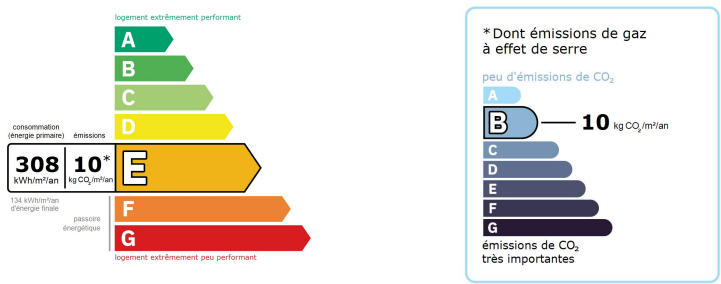 logement extrêmement performant
A
B
C
D
consommation
(énergie primaire)
émissions
308
kWh/m²/an
10*
kg CO₂/m²/an
E
134 kWh/m²/an
d'énergie finale
passoire
énergétique
F
G
logement extrêmement peu performant
*Dont émissions de gaz
à effet de serre
peu d'émissions de CO₂
A
B
10 kg CO₂/m²/an
C
D
E
F
G
émissions de CO₂
très importantes